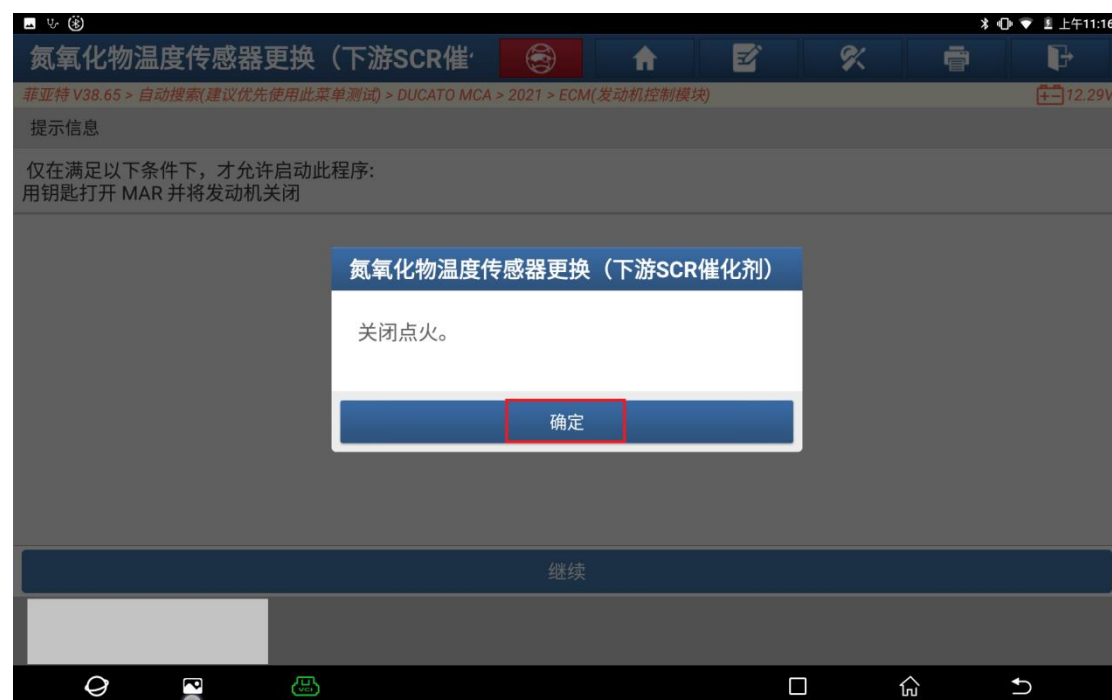 上午11:16
氮氧化物温度传感器更换（下游SCR催
菲亚特 V38.65 > 自动搜索(建议优先使用此菜单测试) > DUCATO MCA > 2021 > ECM(发动机控制模块)
12.29V
提示信息
仅在满足以下条件下，才允许启动此程序:
用钥匙打开 MAR 并将发动机关闭
氮氧化物温度传感器更换（下游SCR催化剂）
关闭点火。
确定
继续
VCI